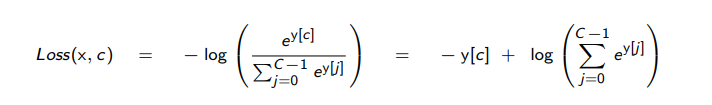 Loss(x, c) = − log ( e^{y[c]} / ∑_{j=0}^{C−1} e^{y[j]} ) = − y[c] + log ( ∑_{j=0}^{C−1} e^{y[j]} )